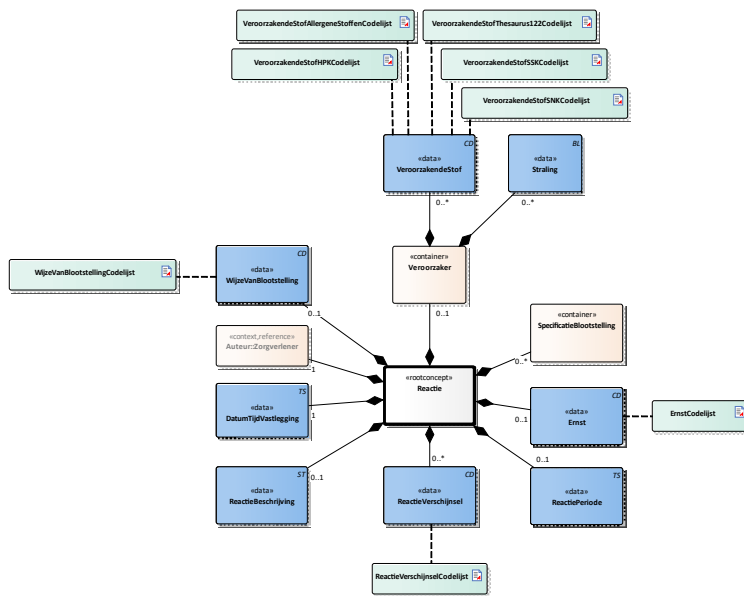 VeroorzakendeStofAllergeneStoffenCodelijst
VeroorzakendeStofThesaurus122Codelijst
VeroorzakendeStofHPKCodelijst
VeroorzakendeStofSSKCodelijst
VeroorzakendeStofSNKCodelijst
CD
«data»
VeroorzakendeStof
BL
«data»
Straling
0..*
0..*
«container»
Veroorzaker
0..1
WijzeVanBlootstellingCodelijst
CD
«data»
WijzeVanBlootstelling
0..1
«context,reference»
Auteur::Zorgverlener
1
«container»
SpecificatieBlootstelling
0..*
«rootconcept»
Reactie
TS
«data»
DatumTijdVastlegging
1
CD
«data»
Ernst
0..1
ErnstCodelijst
ST
«data»
ReactieBeschrijving
0..1
0..*
CD
«data»
ReactieVerschijnsel
0..1
TS
«data»
ReactiePeriode
ReactieVerschijnselCodelijst